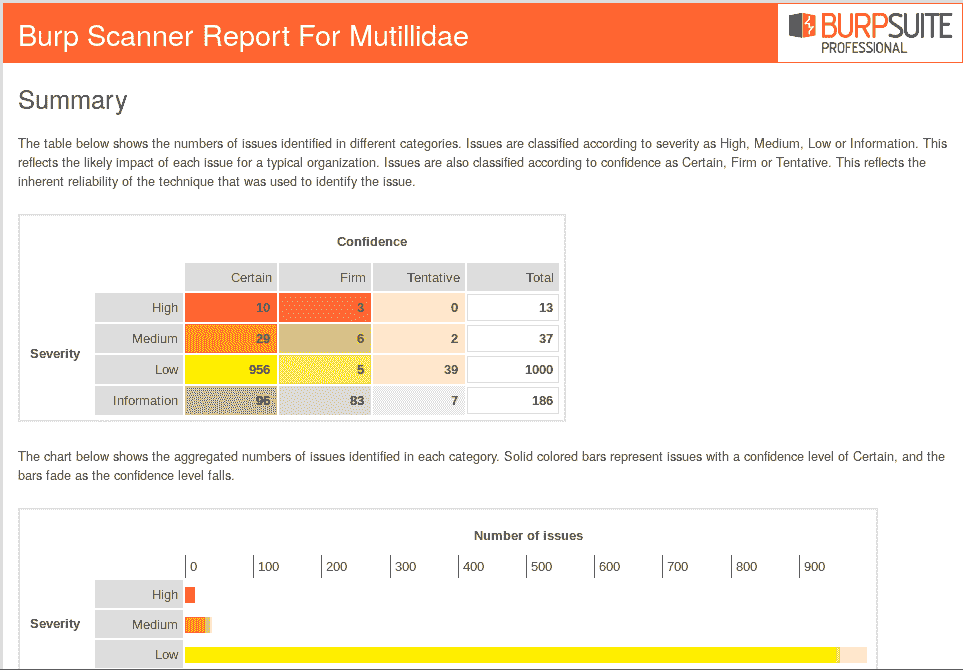 Burp Scanner Report For Mutillidae
BURPSUITE
PROFESSIONAL
Summary
The table below shows the numbers of issues identified in different categories. Issues are classified according to severity as High, Medium, Low or Information. This
reflects the likely impact of each issue for a typical organization. Issues are also classified according to confidence as Certain, Firm or Tentative. This reflects the
inherent reliability of the technique that was used to identify the issue.
Confidence
Certain Firm Tentative Total
High 10 3 0 13
Medium 29 6 2 37
Severity
Low 956 5 39 1000
Information 96 83 7 186
The chart below shows the aggregated numbers of issues identified in each category. Solid colored bars represent issues with a confidence level of Certain, and the
bars fade as the confidence level falls.
Number of issues
0 100 200 300 400 500 600 700 800 900
High
Severity Medium
Low